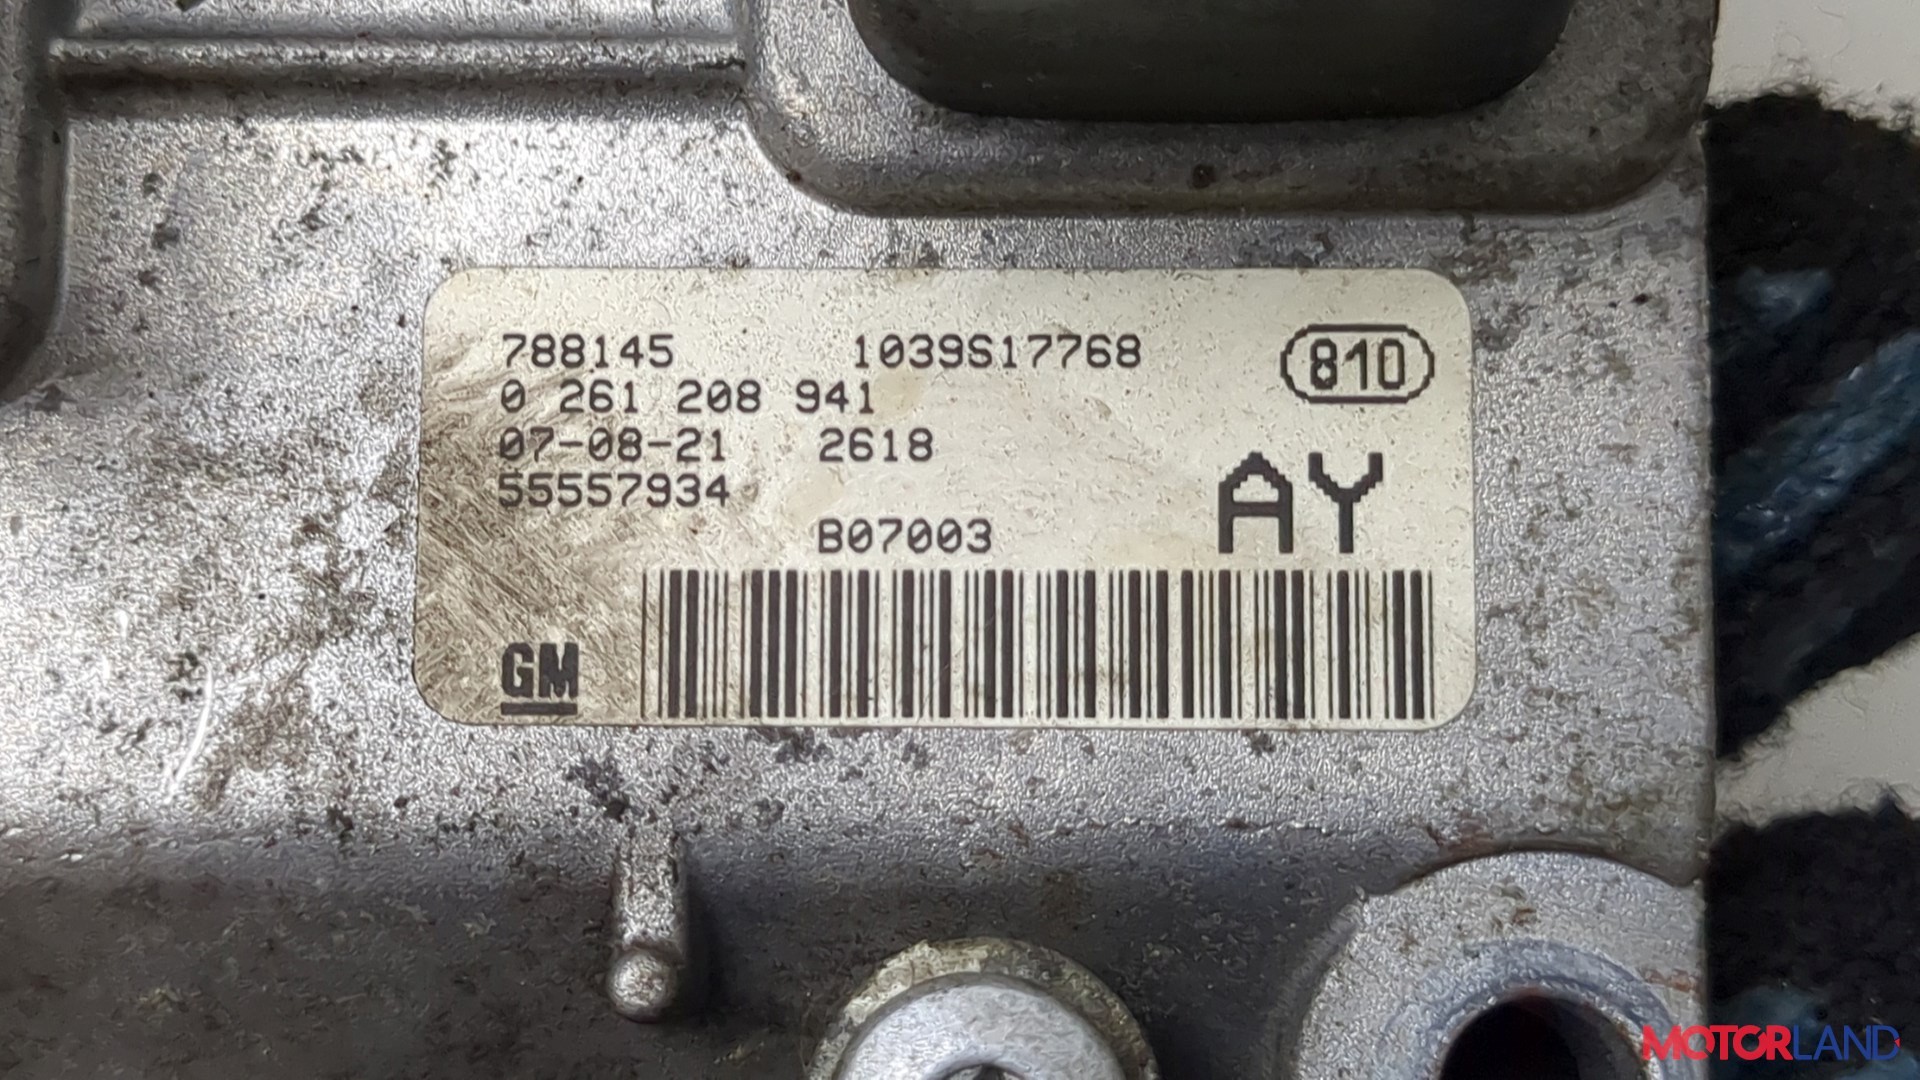 788145 1039S17768 810
0 261 208 941
07-08-21 2618
55557934 AY
B07003
GM
MOTORLAND